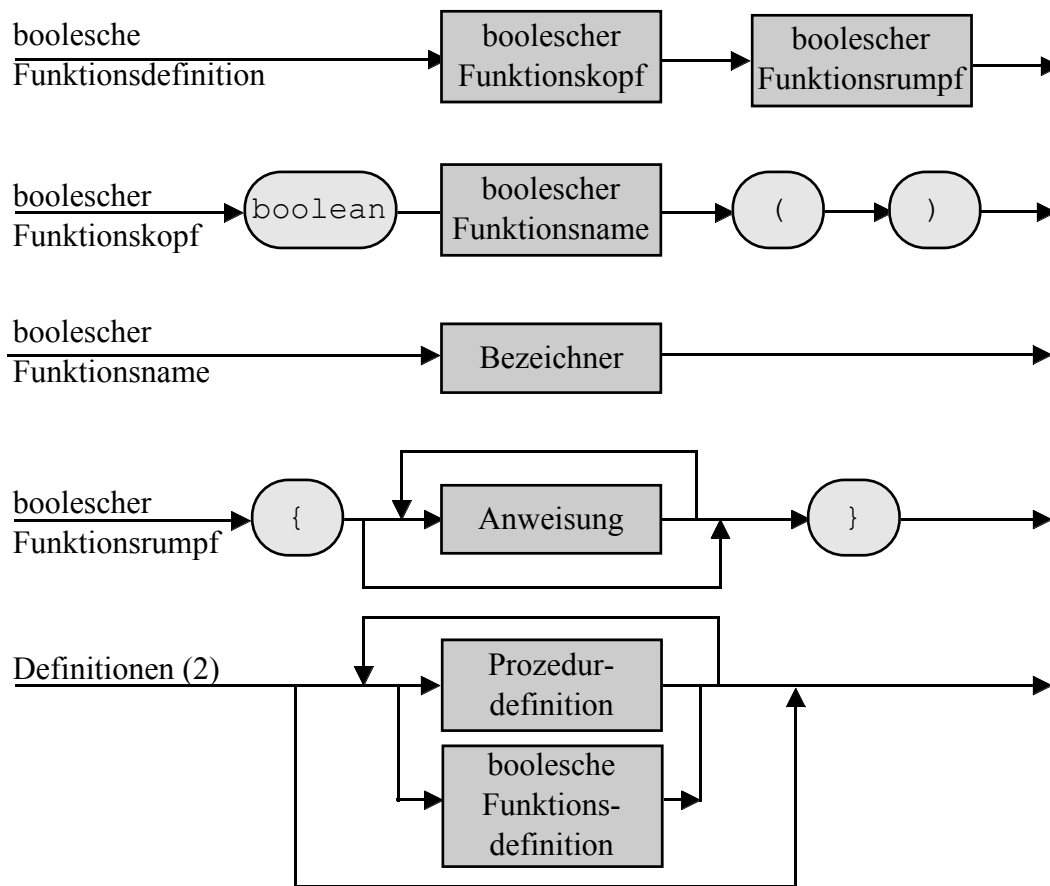 boolesche
Funktionsdefinition
boolescher
Funktionskopf
boolescher
Funktionsrumpf
boolescher
Funktionskopf
boolean
boolescher
Funktionsname
(
)
boolescher
Funktionsname
Bezeichner
boolescher
Funktionsrumpf
{
Anweisung
}
Definitionen (2)
Prozedur-
definition
boolesche
Funktions-
definition